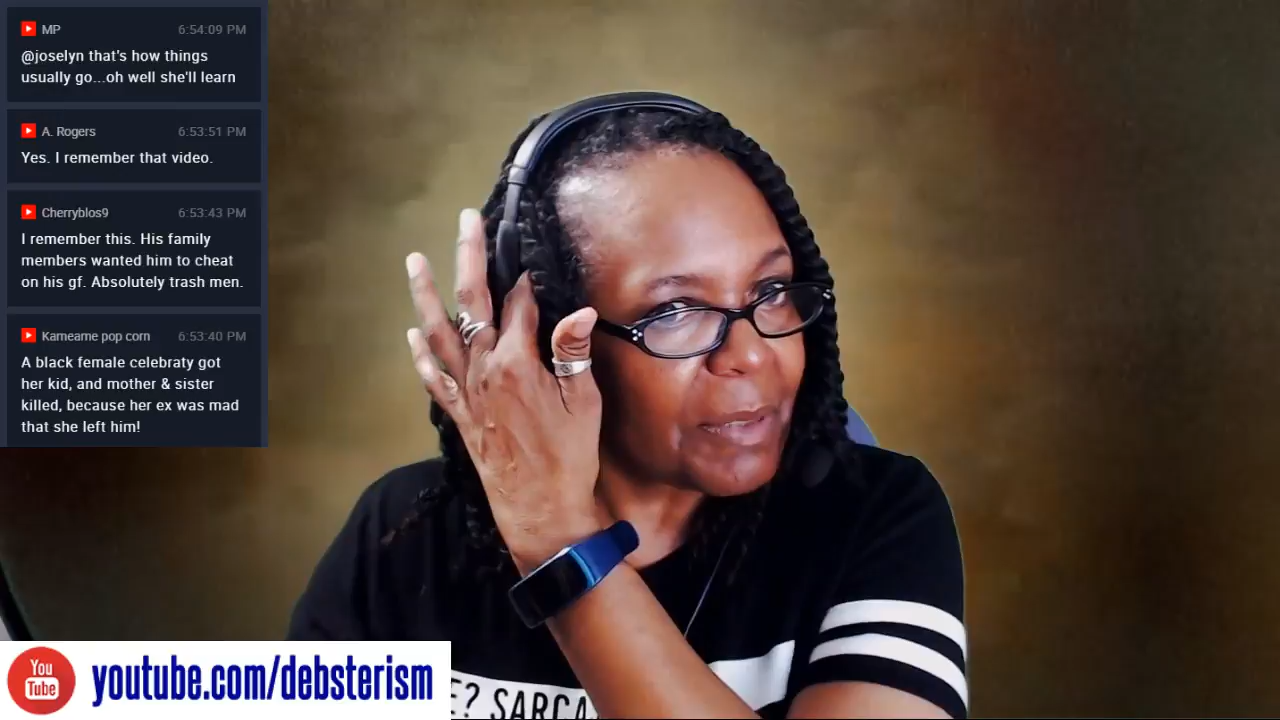 MP 6:54:09 PM
@joselyn that's how things
usually go...oh well she'll learn
A. Rogers 6:53:51 PM
Yes. I remember that video.
Cherryblos9 6:53:43 PM
I remember this. His family
members wanted him to cheat
on his gf. Absolutely trash men.
Kameame pop corn 6:53:40 PM
A black female celebraty got
her kid, and mother & sister
killed, because her ex was mad
that she left him!
E? SARCA
You
Tube
youtube.com/debsterism